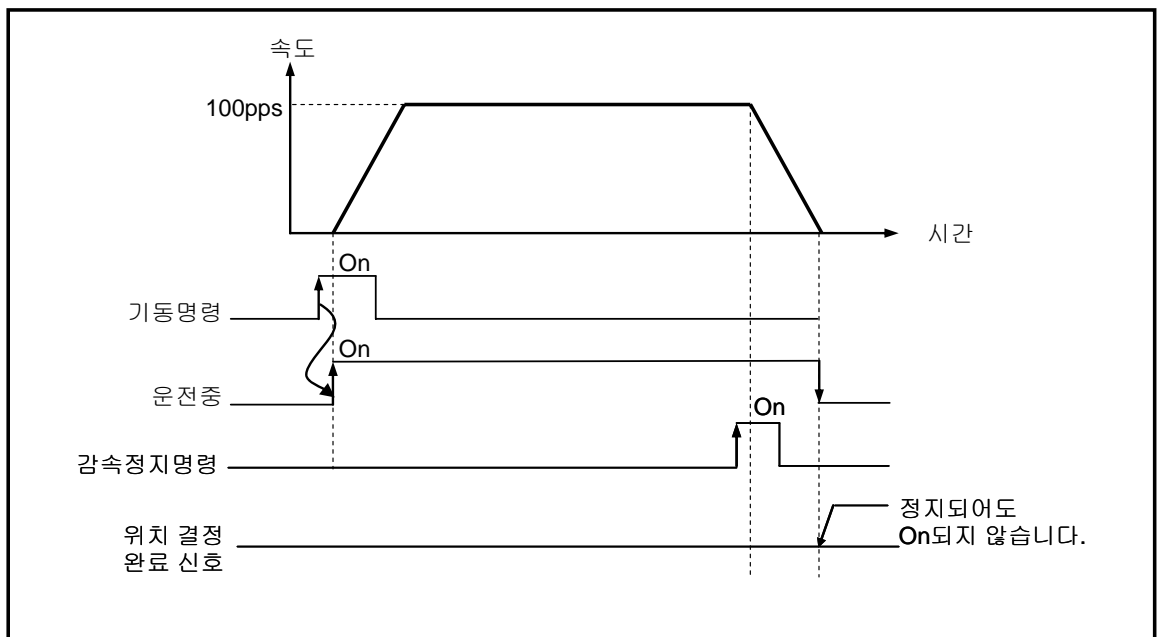 속도
100pps
시간
On
기동명령
On
운전중
On
감속정지명령
정지되어도
On되지 않습니다.
위치 결정
완료 신호